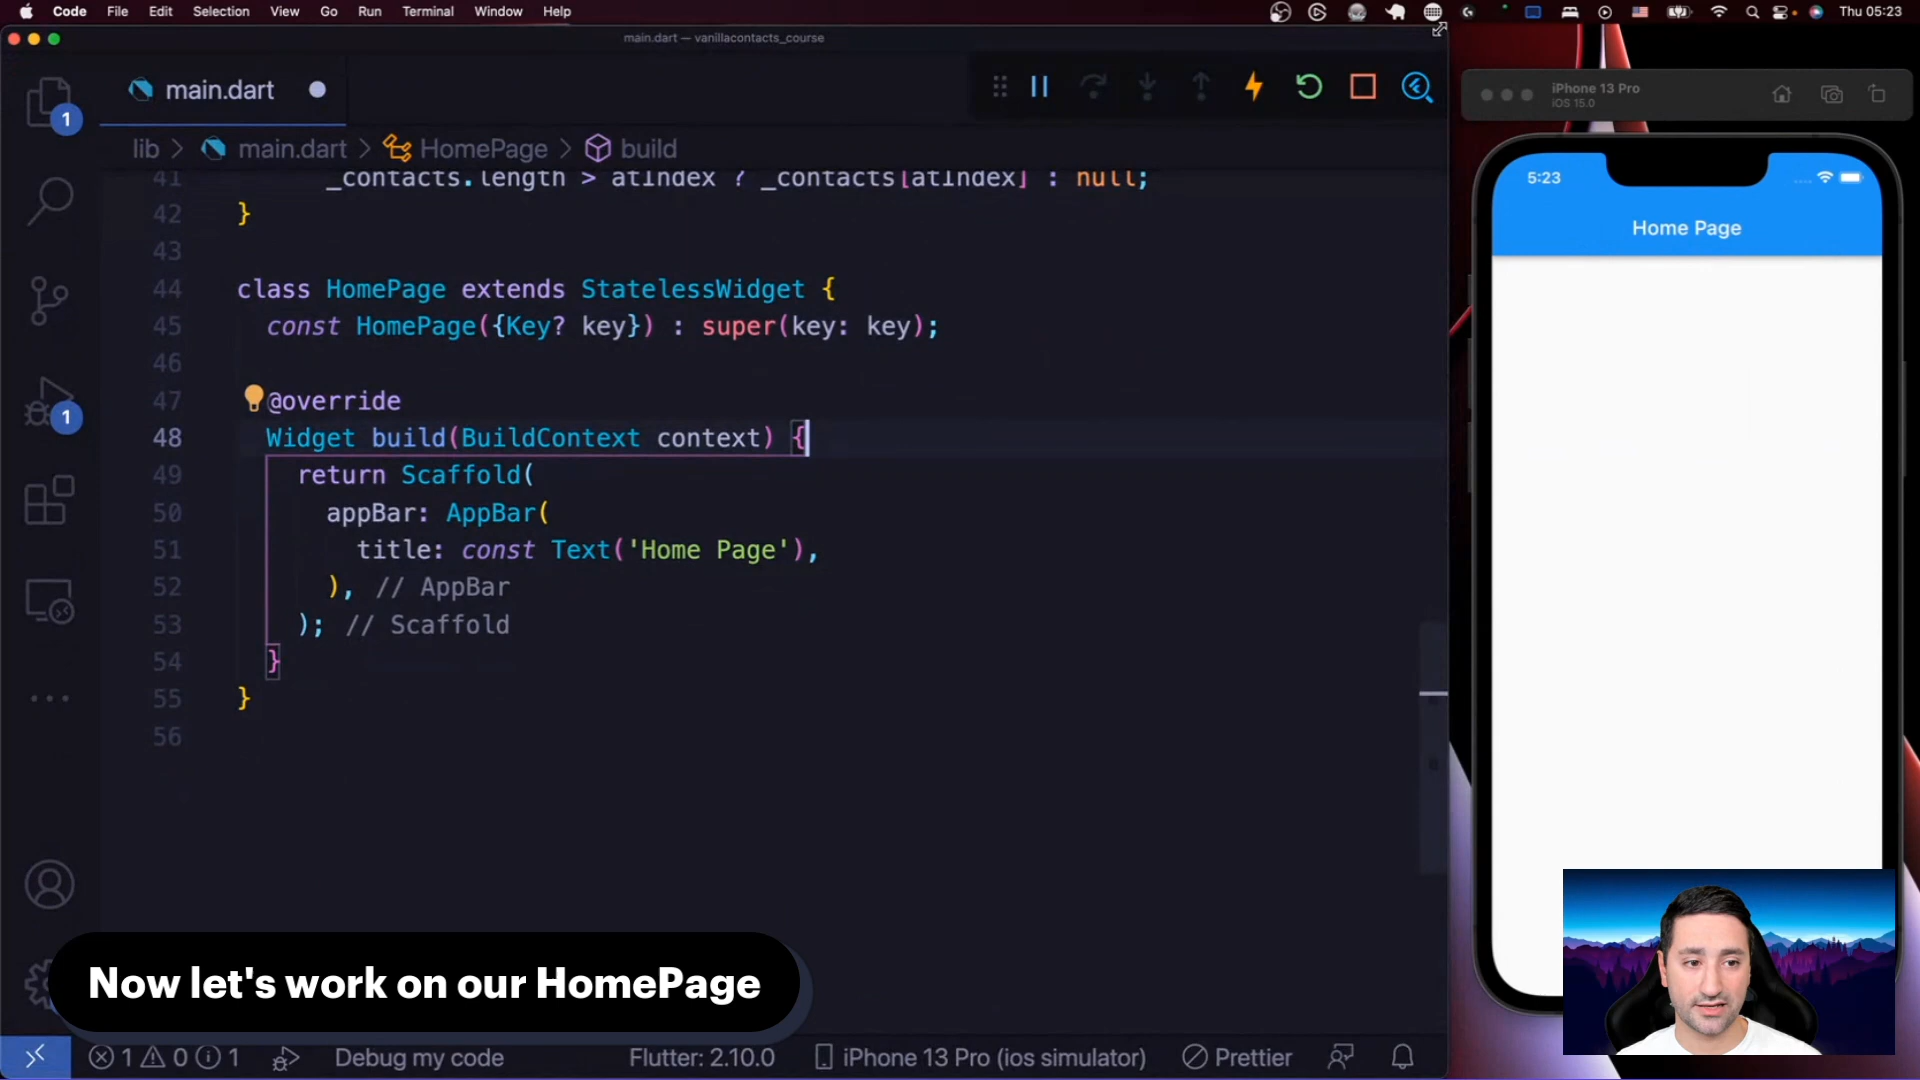 Code File Edit Selection View Go Run Terminal Window Help
Thu 05:23
main.dart — vanillacontacts_course
main.dart
1
lib > main.dart > HomePage > build
41 _contacts.length > atIndex ? _contacts[atIndex] : null;
42 }
43
44 class HomePage extends StatelessWidget {
45 const HomePage({Key? key}) : super(key: key);
46
47 @override
48 Widget build(BuildContext context) {
49 return Scaffold(
50 appBar: AppBar(
51 title: const Text('Home Page'),
52 ), // AppBar
53 ); // Scaffold
54 }
55 }
56
1
Now let's work on our HomePage
1 0 1 Debug my code Flutter: 2.10.0 iPhone 13 Pro (ios simulator) Prettier
iPhone 13 Pro
iOS 15.0
5:23
Home Page